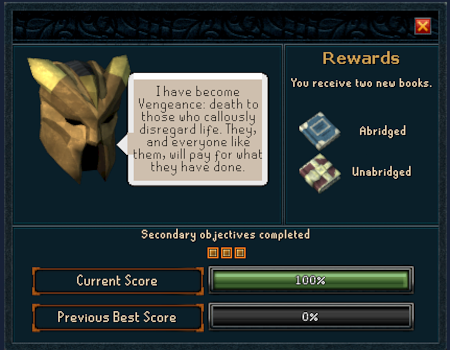 I have become
Vengeance: death to
those who callously
disregard life. They,
and everyone like
them, will pay for what
they have done.
Rewards
You receive two new books.
Abridged
Unabridged
Secondary objectives completed
Current Score
100%
Previous Best Score
0%